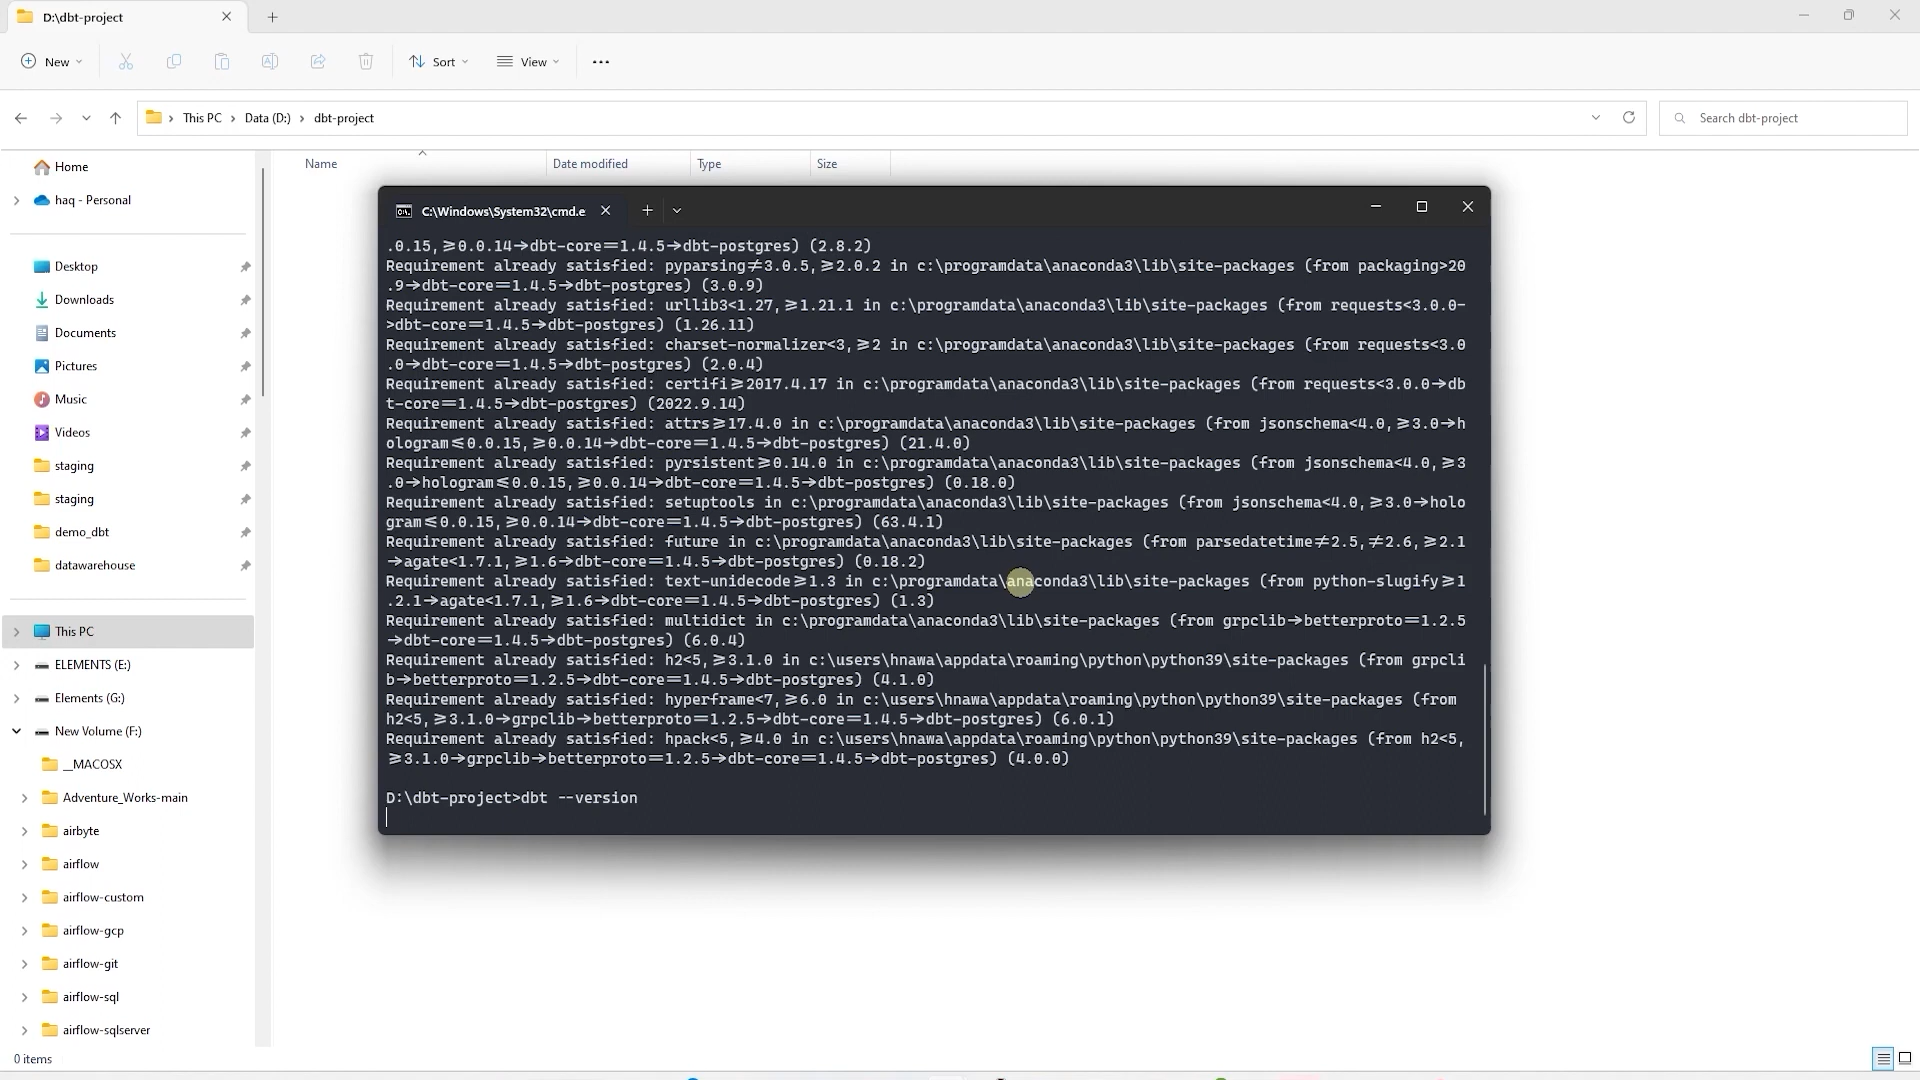 D:\dbt-project
New
Sort
View
This PC > Data (D:) > dbt-project
Search dbt-project
Name
Date modified
Type
Size
Home
haq - Personal
Desktop
Downloads
Documents
Pictures
Music
Videos
staging
staging
demo_dbt
datawarehouse
This PC
ELEMENTS (E:)
Elements (G:)
New Volume (F:)
__MACOSX
Adventure_Works-main
airbyte
airflow
airflow-custom
airflow-gcp
airflow-git
airflow-sql
airflow-sqlserver
0 items
C:\Windows\System32\cmd.e
.0.15,≥0.0.14→dbt-core==1.4.5→dbt-postgres) (2.8.2)
Requirement already satisfied: pyparsing≠3.0.5,≥2.0.2 in c:\programdata\anaconda3\lib\site-packages (from packaging>20
.9→dbt-core==1.4.5→dbt-postgres) (3.0.9)
Requirement already satisfied: urllib3<1.27,≥1.21.1 in c:\programdata\anaconda3\lib\site-packages (from requests<3.0.0-
>dbt-core==1.4.5→dbt-postgres) (1.26.11)
Requirement already satisfied: charset-normalizer<3,≥2 in c:\programdata\anaconda3\lib\site-packages (from requests<3.0
.0→dbt-core==1.4.5→dbt-postgres) (2.0.4)
Requirement already satisfied: certifi≥2017.4.17 in c:\programdata\anaconda3\lib\site-packages (from requests<3.0.0→db
t-core==1.4.5→dbt-postgres) (2022.9.14)
Requirement already satisfied: attrs≥17.4.0 in c:\programdata\anaconda3\lib\site-packages (from jsonschema<4.0,≥3.0→h
ologram≤0.0.15,≥0.0.14→dbt-core==1.4.5→dbt-postgres) (21.4.0)
Requirement already satisfied: pyrsistent≥0.14.0 in c:\programdata\anaconda3\lib\site-packages (from jsonschema<4.0,≥3
.0→hologram≤0.0.15,≥0.0.14→dbt-core==1.4.5→dbt-postgres) (0.18.0)
Requirement already satisfied: setuptools in c:\programdata\anaconda3\lib\site-packages (from jsonschema<4.0,≥3.0→holo
gram≤0.0.15,≥0.0.14→dbt-core==1.4.5→dbt-postgres) (63.4.1)
Requirement already satisfied: future in c:\programdata\anaconda3\lib\site-packages (from parsedatetime≠2.5,≠2.6,≥2.1
→agate<1.7.1,≥1.6→dbt-core==1.4.5→dbt-postgres) (0.18.2)
Requirement already satisfied: text-unidecode≥1.3 in c:\programdata\anaconda3\lib\site-packages (from python-slugify≥1
.2.1→agate<1.7.1,≥1.6→dbt-core==1.4.5→dbt-postgres) (1.3)
Requirement already satisfied: multidict in c:\programdata\anaconda3\lib\site-packages (from grpclib→betterproto==1.2.5
→dbt-core==1.4.5→dbt-postgres) (6.0.4)
Requirement already satisfied: h2<5,≥3.1.0 in c:\users\hnawa\appdata\roaming\python\python39\site-packages (from grpcli
b→betterproto==1.2.5→dbt-core==1.4.5→dbt-postgres) (4.1.0)
Requirement already satisfied: hyperframe<7,≥6.0 in c:\users\hnawa\appdata\roaming\python\python39\site-packages (from
h2<5,≥3.1.0→grpclib→betterproto==1.2.5→dbt-core==1.4.5→dbt-postgres) (6.0.1)
Requirement already satisfied: hpack<5,≥4.0 in c:\users\hnawa\appdata\roaming\python\python39\site-packages (from h2<5,
≥3.1.0→grpclib→betterproto==1.2.5→dbt-core==1.4.5→dbt-postgres) (4.0.0)
D:\dbt-project>dbt --version